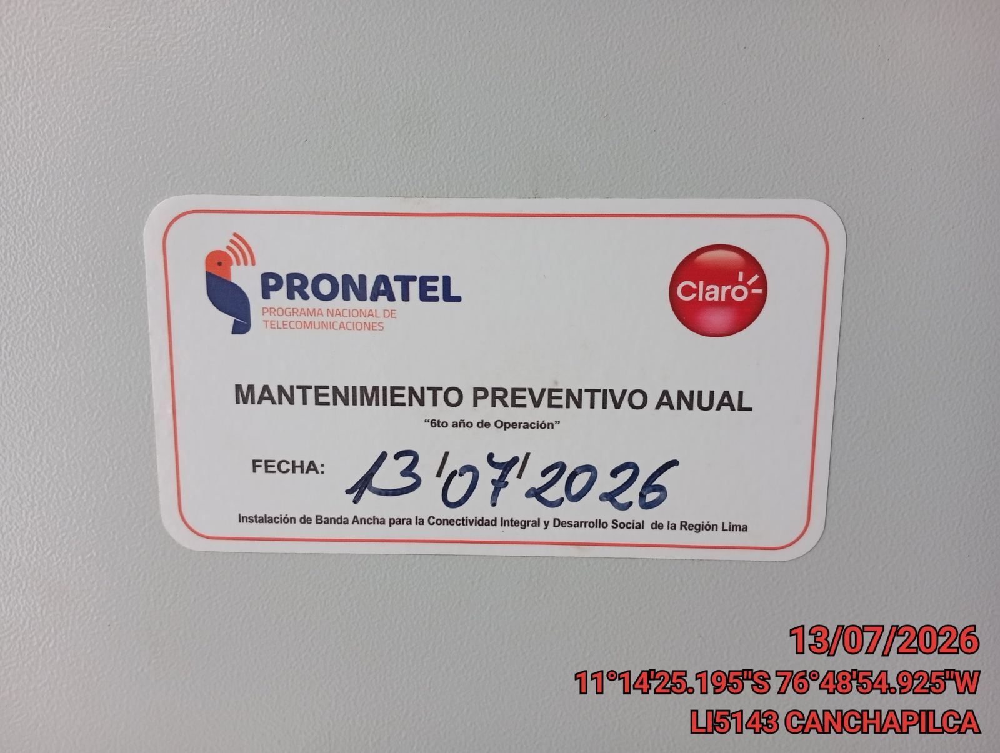 PRONATEL
PROGRAMA NACIONAL DE
TELECOMUNICACIONES
Claro
MANTENIMIENTO PREVENTIVO ANUAL
“6to año de Operación”
FECHA: 13/07/2026
Instalación de Banda Ancha para la Conectividad Integral y Desarrollo Social de la Región Lima
13/07/2026
11°14'25.195"S 76°48'54.925"W
LI5143 CANCHAPILCA